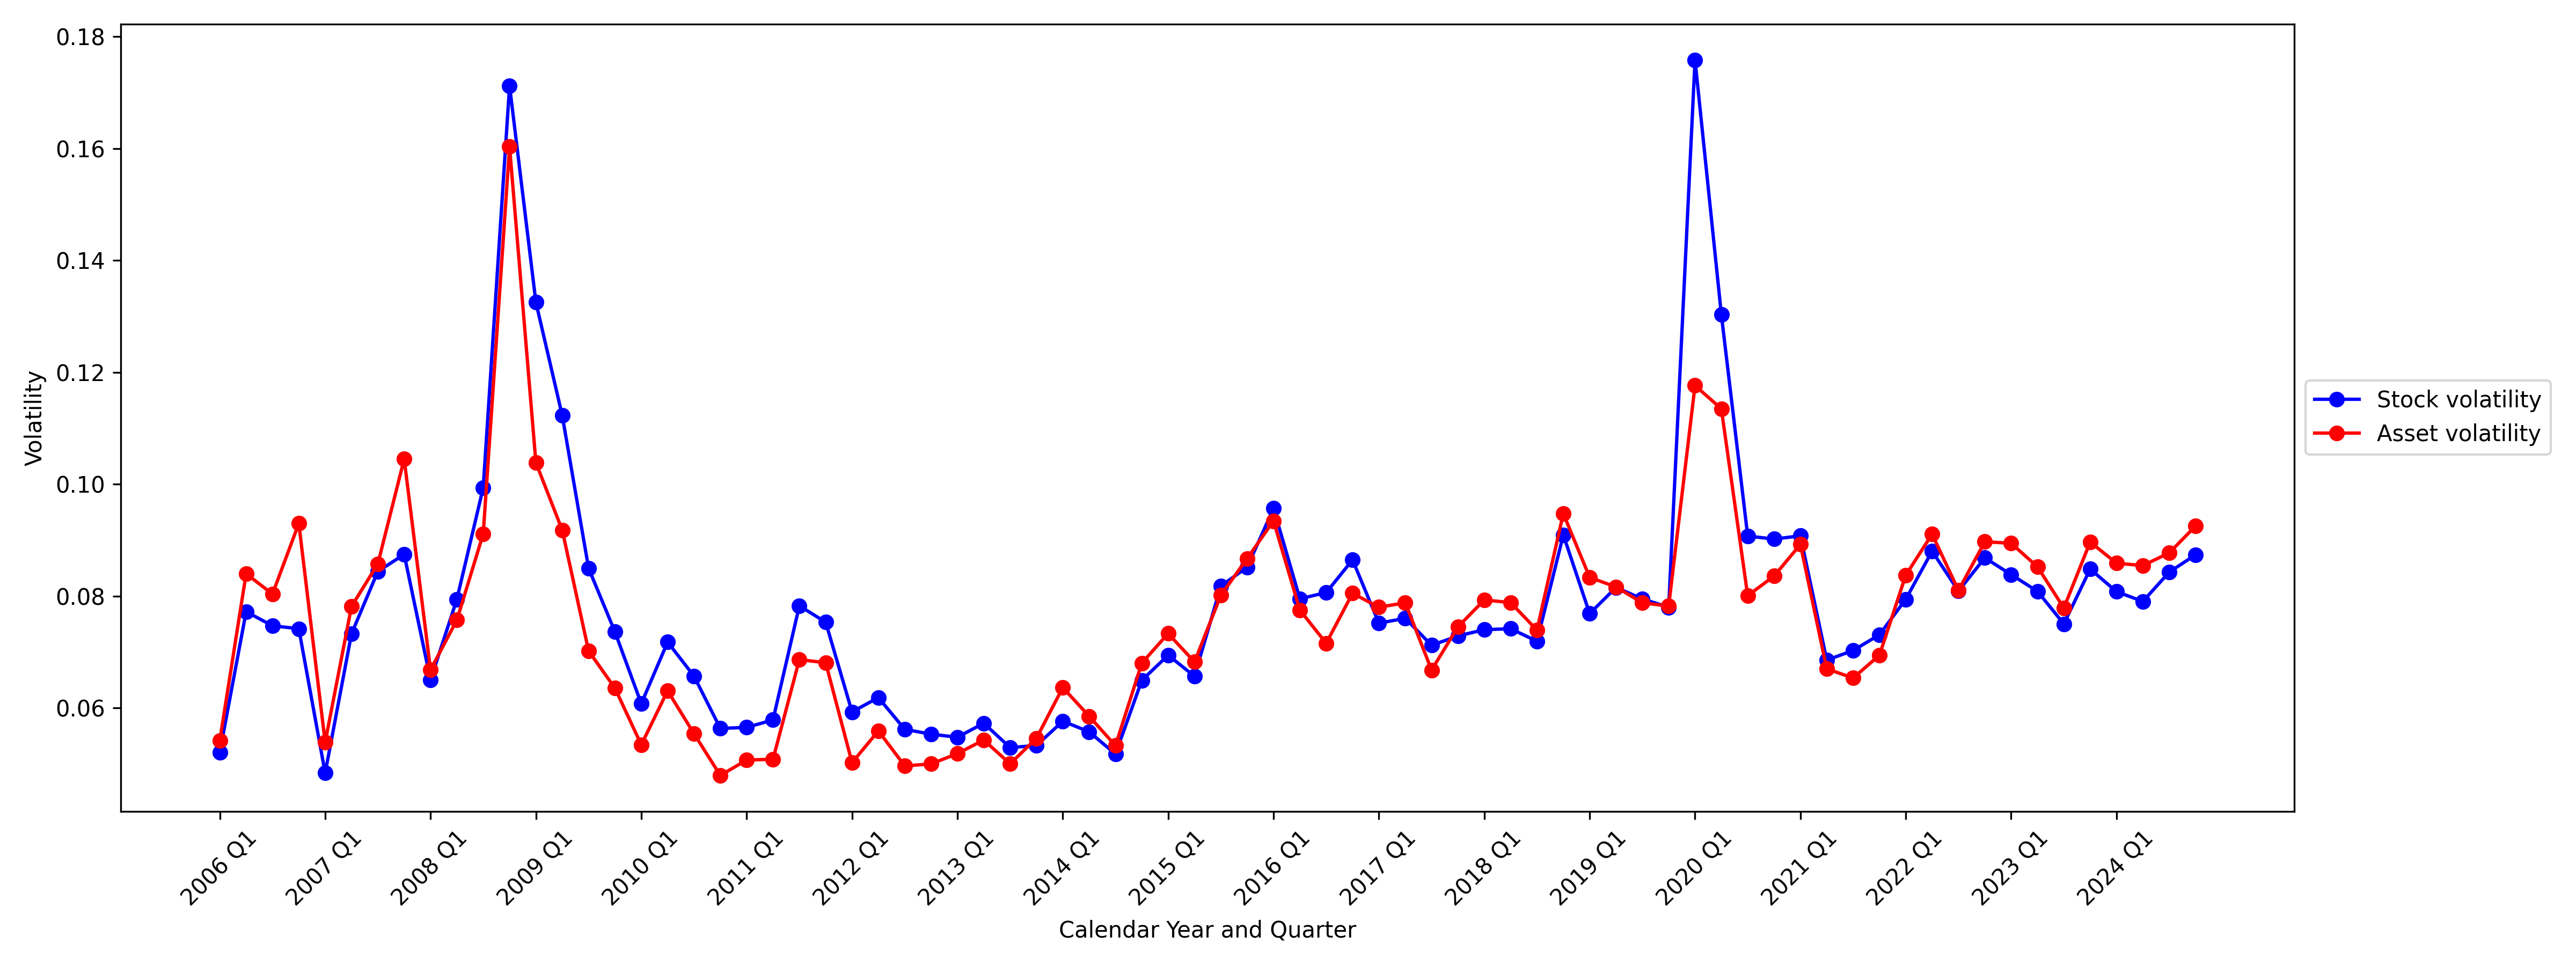 0.18
0.16
0.14
0.12
0.10
0.08
0.06
Volatility
Stock volatility
Asset volatility
2006 Q1
2007 Q1
2008 Q1
2009 Q1
2010 Q1
2011 Q1
2012 Q1
2013 Q1
2014 Q1
2015 Q1
2016 Q1
2017 Q1
2018 Q1
2019 Q1
2020 Q1
2021 Q1
2022 Q1
2023 Q1
2024 Q1
Calendar Year and Quarter